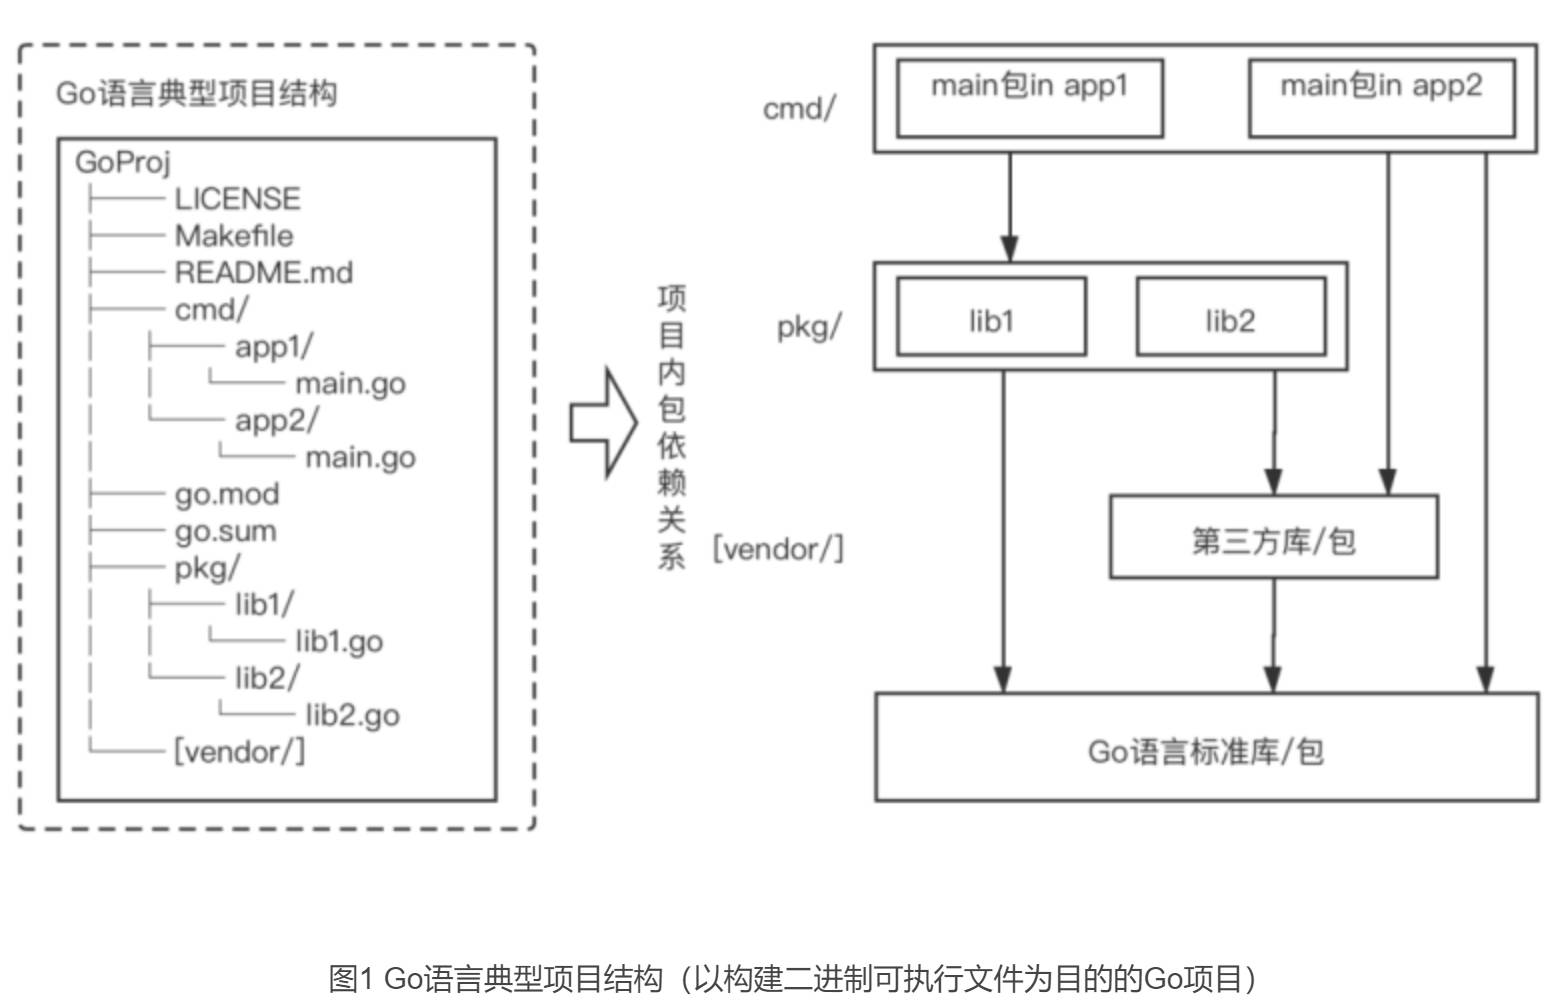 Go语言典型项目结构
GoProj
LICENSE
Makefile
README.md
cmd/
app1/
main.go
app2/
main.go
go.mod
go.sum
pkg/
lib1/
lib1.go
lib2/
lib2.go
[vendor/]
项目内包依赖关系
cmd/
main包in app1
main包in app2
pkg/
lib1
lib2
[vendor/]
第三方库/包
Go语言标准库/包
图1 Go语言典型项目结构（以构建二进制可执行文件为目的的Go项目）